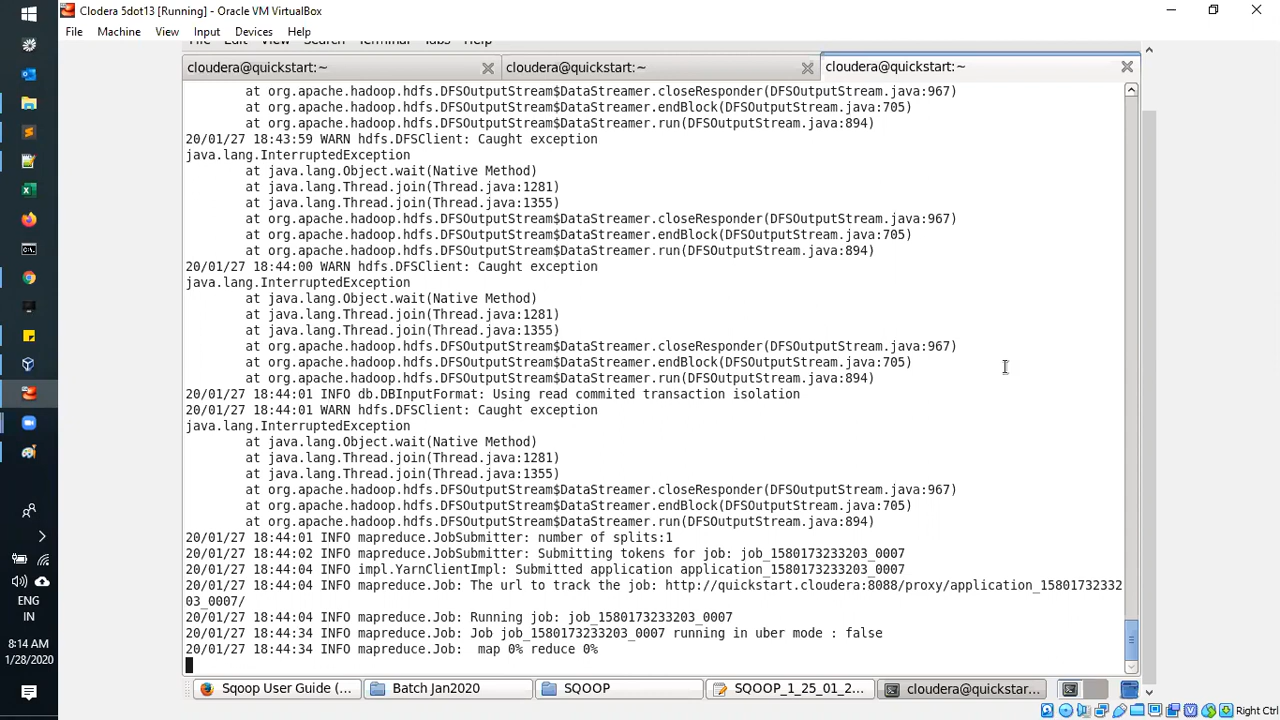 Clodera 5dot13 [Running] - Oracle VM VirtualBox
File Machine View Input Devices Help
File Edit View Search Terminal Tabs Help
cloudera@quickstart:~ cloudera@quickstart:~ cloudera@quickstart:~
at org.apache.hadoop.hdfs.DFSOutputStream$DataStreamer.closeResponder(DFSOutputStream.java:967)
at org.apache.hadoop.hdfs.DFSOutputStream$DataStreamer.endBlock(DFSOutputStream.java:705)
at org.apache.hadoop.hdfs.DFSOutputStream$DataStreamer.run(DFSOutputStream.java:894)
20/01/27 18:43:59 WARN hdfs.DFSClient: Caught exception
java.lang.InterruptedException
at java.lang.Object.wait(Native Method)
at java.lang.Thread.join(Thread.java:1281)
at java.lang.Thread.join(Thread.java:1355)
at org.apache.hadoop.hdfs.DFSOutputStream$DataStreamer.closeResponder(DFSOutputStream.java:967)
at org.apache.hadoop.hdfs.DFSOutputStream$DataStreamer.endBlock(DFSOutputStream.java:705)
at org.apache.hadoop.hdfs.DFSOutputStream$DataStreamer.run(DFSOutputStream.java:894)
20/01/27 18:44:00 WARN hdfs.DFSClient: Caught exception
java.lang.InterruptedException
at java.lang.Object.wait(Native Method)
at java.lang.Thread.join(Thread.java:1281)
at java.lang.Thread.join(Thread.java:1355)
at org.apache.hadoop.hdfs.DFSOutputStream$DataStreamer.closeResponder(DFSOutputStream.java:967)
at org.apache.hadoop.hdfs.DFSOutputStream$DataStreamer.endBlock(DFSOutputStream.java:705)
at org.apache.hadoop.hdfs.DFSOutputStream$DataStreamer.run(DFSOutputStream.java:894)
20/01/27 18:44:01 INFO db.DBInputFormat: Using read commited transaction isolation
20/01/27 18:44:01 WARN hdfs.DFSClient: Caught exception
java.lang.InterruptedException
at java.lang.Object.wait(Native Method)
at java.lang.Thread.join(Thread.java:1281)
at java.lang.Thread.join(Thread.java:1355)
at org.apache.hadoop.hdfs.DFSOutputStream$DataStreamer.closeResponder(DFSOutputStream.java:967)
at org.apache.hadoop.hdfs.DFSOutputStream$DataStreamer.endBlock(DFSOutputStream.java:705)
at org.apache.hadoop.hdfs.DFSOutputStream$DataStreamer.run(DFSOutputStream.java:894)
20/01/27 18:44:01 INFO mapreduce.JobSubmitter: number of splits:1
20/01/27 18:44:02 INFO mapreduce.JobSubmitter: Submitting tokens for job: job_1580173233203_0007
20/01/27 18:44:04 INFO impl.YarnClientImpl: Submitted application application_1580173233203_0007
20/01/27 18:44:04 INFO mapreduce.Job: The url to track the job: http://quickstart.cloudera:8088/proxy/application_15801732332
03_0007/
20/01/27 18:44:04 INFO mapreduce.Job: Running job: job_1580173233203_0007
20/01/27 18:44:34 INFO mapreduce.Job: Job job_1580173233203_0007 running in uber mode : false
20/01/27 18:44:34 INFO mapreduce.Job:  map 0% reduce 0%
Sqoop User Guide (... Batch_Jan2020 SQOOP SQOOP_1_25_01_2... cloudera@quickstar...
ENG
IN
8:14 AM
1/28/2020
Right Ctrl